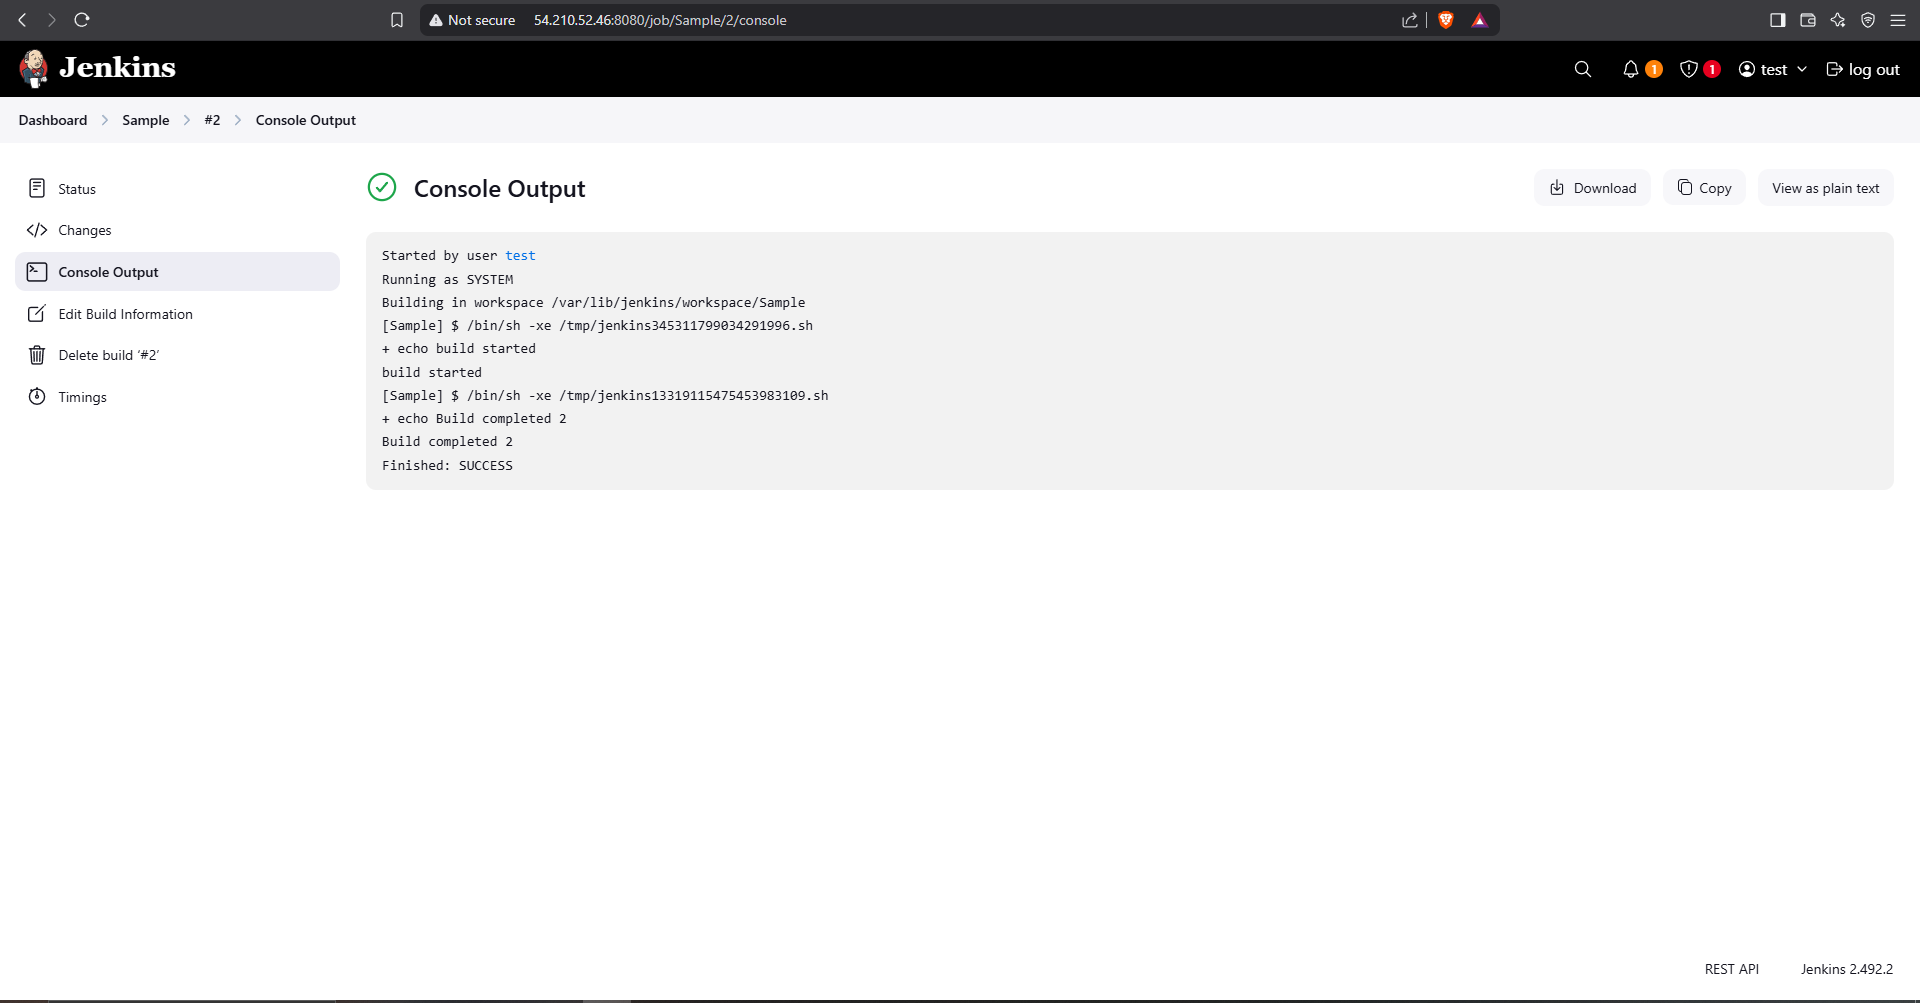 Not secure 54.210.52.46:8080/job/Sample/2/console
Jenkins 1 1 test log out
Dashboard Sample #2 Console Output
Status
Changes
Console Output
Edit Build Information
Delete build ‘#2’
Timings
Console Output
Download Copy View as plain text
Started by user test
Running as SYSTEM
Building in workspace /var/lib/jenkins/workspace/Sample
[Sample] $ /bin/sh -xe /tmp/jenkins345311799034291996.sh
+ echo build started
build started
[Sample] $ /bin/sh -xe /tmp/jenkins13319115475453983109.sh
+ echo Build completed 2
Build completed 2
Finished: SUCCESS
REST API Jenkins 2.492.2